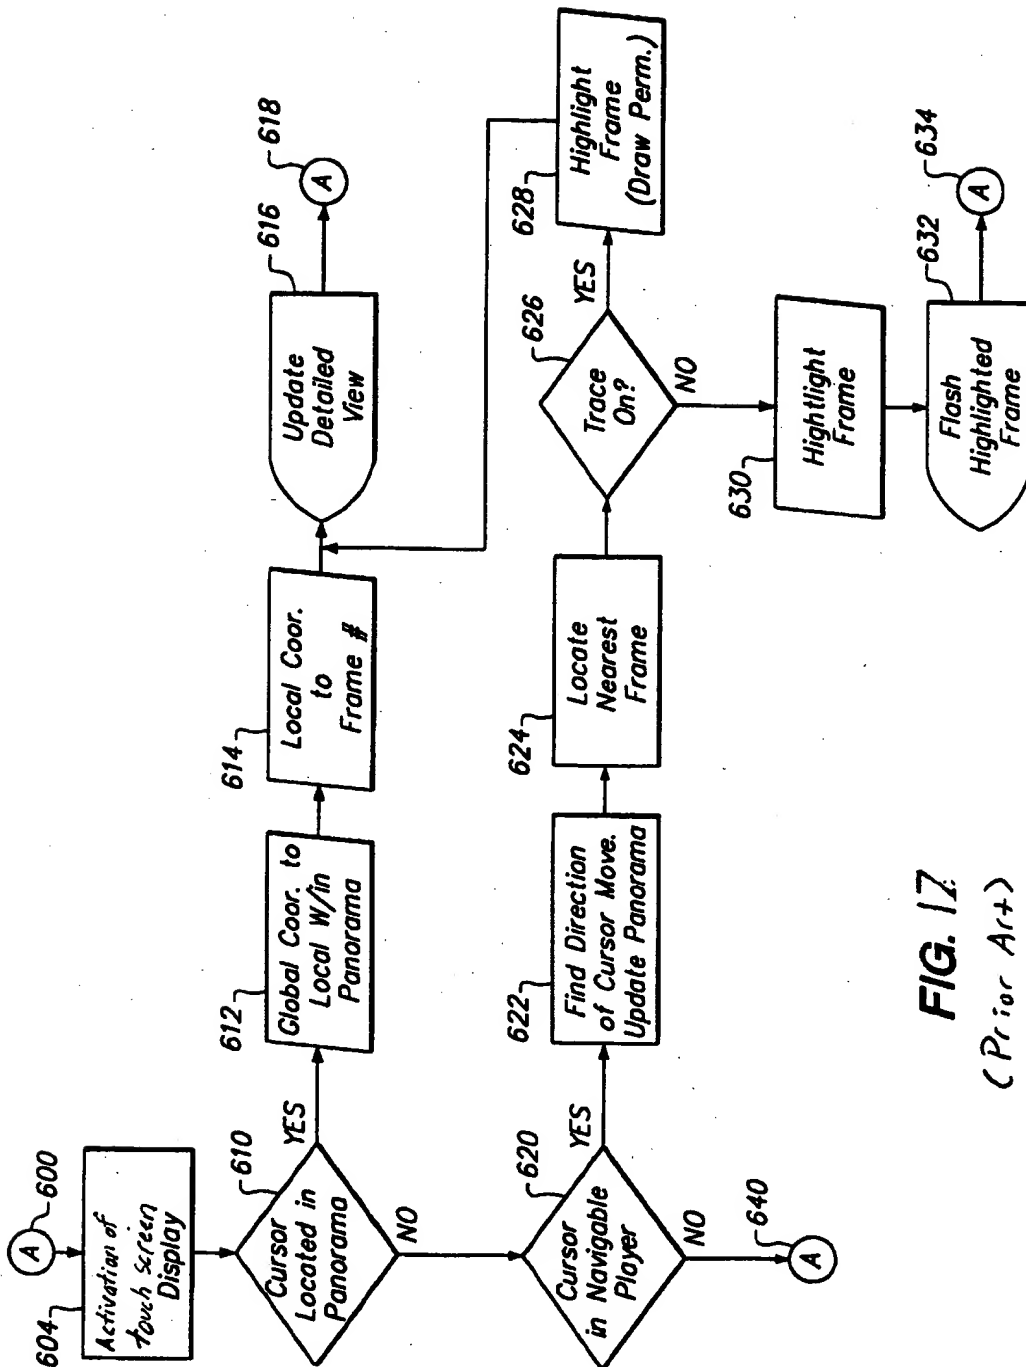 A
600
604
Activation of
touch screen
Display
610
Cursor
Located in
Panorama
YES
NO
612
Global Coor. to
Local W/in
Panorama
614
Local Coor.
to
Frame #
616
Update
Detailed
View
618
A
620
Cursor
in Navigable
Player
YES
NO
640
A
622
Find Direction
of Cursor Move.
Update Panorama
624
Locate
Nearest
Frame
626
Trace
On?
YES
NO
628
Highlight
Frame
(Draw Perm.)
630
Hightlight
Frame
632
Flash
Highlighted
Frame
634
A
FIG. 17.
(Prior Art)